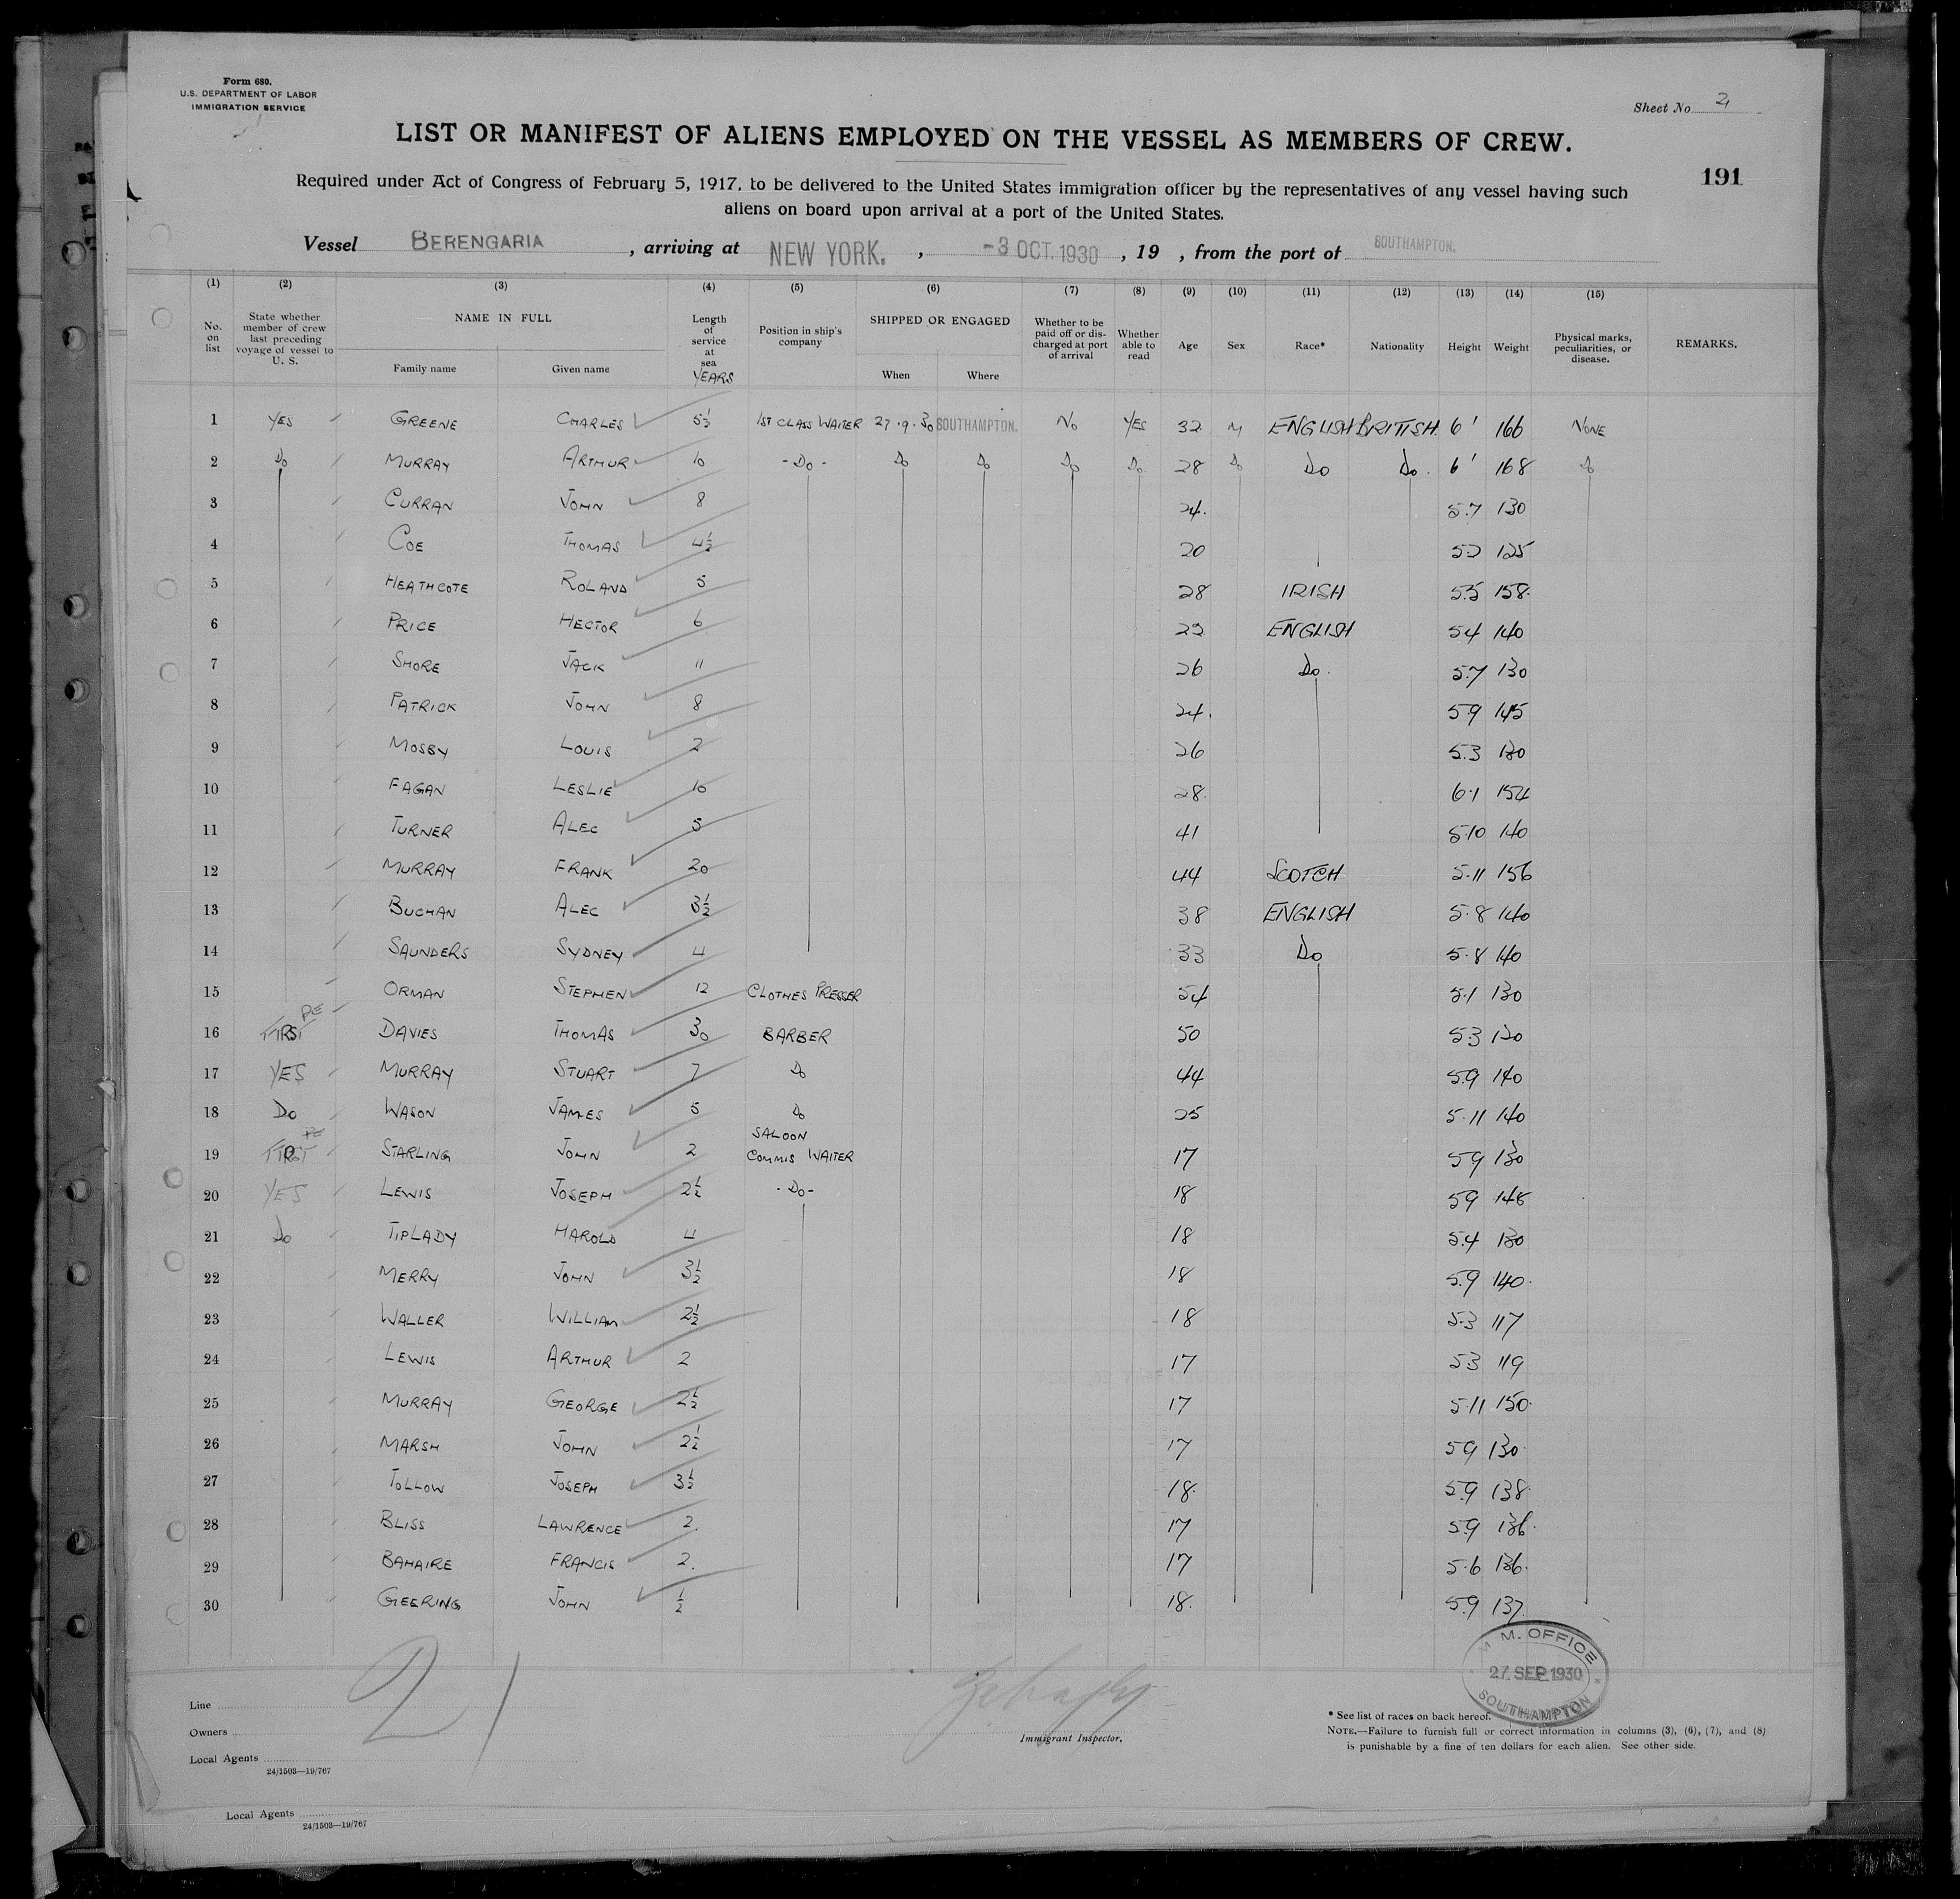 Form 680.
U.S. DEPARTMENT OF LABOR
IMMIGRATION SERVICE
Sheet No
LIST OR MANIFEST OF ALIENS EMPLOYED ON THE VESSEL AS MEMBERS OF CREW.
191
Required under Act of Congress of February 5, 1917, to be delivered to the United States immigration officer by the representatives of any vessel having such
aliens on board upon arrival at a port of the United States.
Vessel BERENGARIA, arriving at NEW YORK., -3 OCT. 1930, 19 , from the port of SOUTHAMPTON.
(1) (2) (3) (4) (5) (6) (7) (8) (9) (10) (11) (12) (13) (14) (15)
No. on list State whether member of crew last preceding voyage of vessel to U. S. NAME IN FULL Family name Given name Length of service at sea YEARS Position in ship's company SHIPPED OR ENGAGED When Where Whether to be paid off or discharged at port of arrival Whether able to read Age Sex Race* Nationality Height Weight Physical marks, peculiarities, or disease. REMARKS.
1 YES GREENE CHARLES 5½ 1ST CLASS WAITER 27.9.30 SOUTHAMPTON. No YES 32 M ENGLISH BRITISH. 6' 166 NONE
2 Do MURRAY ARTHUR 10 -Do- Do Do Do Do 28 Do Do Do. 6' 168 Do
3 CURRAN JOHN 8 24. 5.7 130
4 COE THOMAS 4½ 20 125
5 HEATHCOTE ROLAND 5 28 IRISH 5.5 158.
6 PRICE HECTOR 6 ENGLISH 5.4 140
7 SHORE JACK 11 26 Do. 5.7 130
8 PATRICK JOHN 8 24. 5.9 145
9 MOSBY LOUIS 2 26 5.3 130
10 FAGAN LESLIE 10 28. 6.1 154
11 TURNER ALEC 5 41 5.10 140
12 MURRAY FRANK 20 44 SCOTCH 5.11 156
13 BUCHAN ALEC 3½ 38 ENGLISH 5.8 140
14 SAUNDERS SYDNEY 4 33 Do 5.8 140
15 ORMAN STEPHEN 12 CLOTHES PRESSER 54 5.1 130
16 FIRST RE DAVIES THOMAS 30 BARBER 50 5.3 120
17 YES MURRAY STUART 7 Do 44 5.9 140
18 Do WASON JAMES 5 Do 25 5.11 140
19 FIRST RE STARLING JOHN 2 SALOON COMMIS WAITER 17 5.9 130
20 YES LEWIS JOSEPH 2½ -Do- 18 5.9 148
21 Do TIPLADY HAROLD 4 18 5.4 130
22 MERRY JOHN 3½ 18 5.9 140.
23 WALLER WILLIAM 2½ 18 5.3 117
24 LEWIS ARTHUR 2 17 5.3 119
25 MURRAY GEORGE 2½ 17 5.11 150.
26 MARSH JOHN 2½ 17 5.9 130.
27 TOLLOW JOSEPH 3½ 18. 5.9 138.
28 BLISS LAWRENCE 2. 17 5.9 136.
29 BAHAIRE FRANCIS 2. 17 5.6 136.
30 GEERING JOHN ½ 18. 5.9 137.
M. M. OFFICE
27 SEP 1930
SOUTHAMPTON
21
Line
Owners
Local Agents
24/1503—19/767
Immigrant Inspector.
* See list of races on back hereof.
NOTE.—Failure to furnish full or correct information in columns (3), (6), (7), and (8)
is punishable by a fine of ten dollars for each alien. See other side.
Local Agents
24/1503—19/767